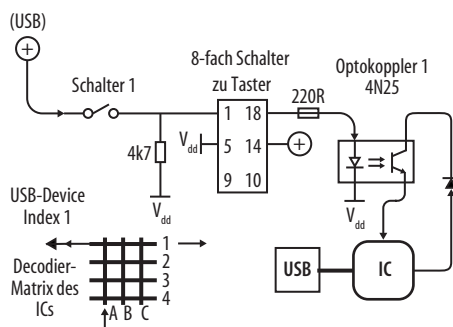 (USB)
+
Schalter 1
8-fach Schalter
zu Taster
1 18
5 14
9 10
Vdd
+
220R
Optokoppler 1
4N25
4k7
Vdd
Vdd
USB-Device
Index 1
Decodier-
Matrix des
ICs
1
2
3
4
A B C
USB
IC